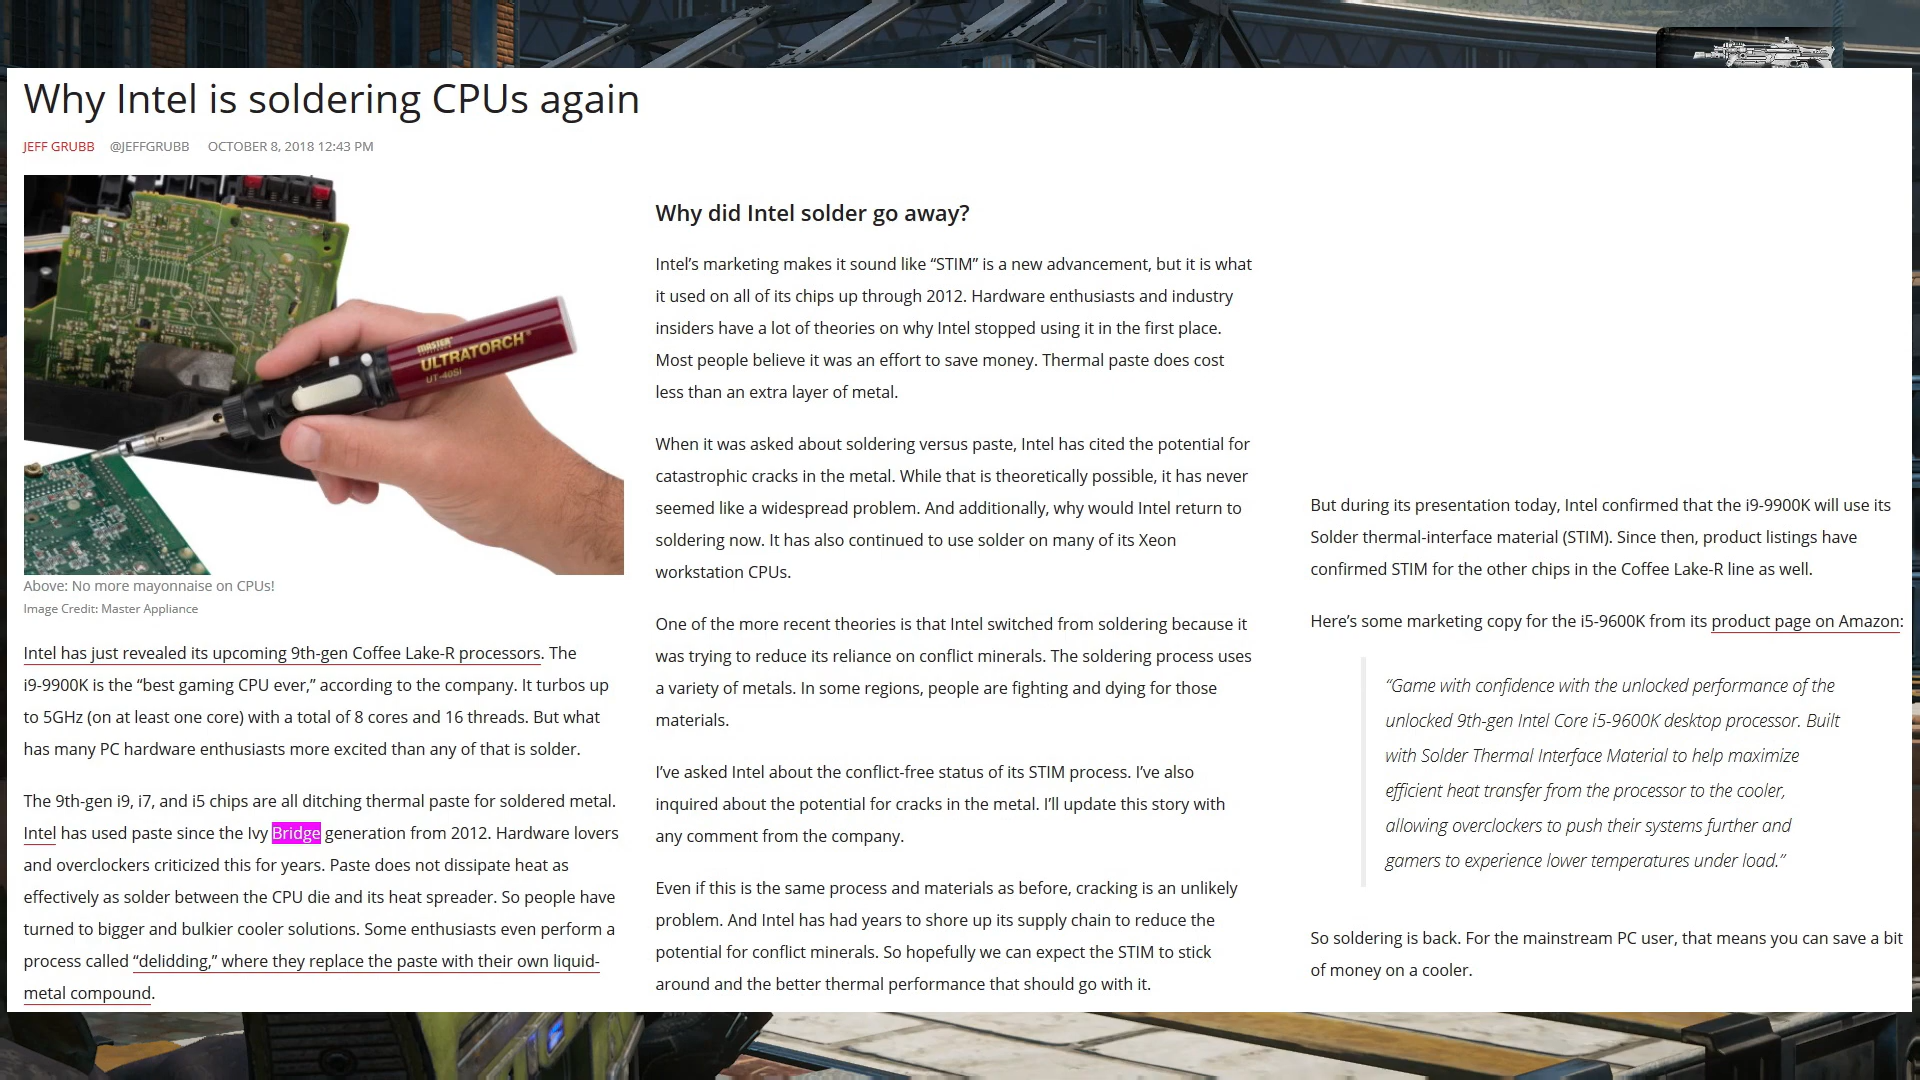 Why Intel is soldering CPUs again
JEFF GRUBB @JEFFGRUBB OCTOBER 8, 2018 12:43 PM
MASTER
ULTRATORCH
UT-40Si
Above: No more mayonnaise on CPUs!
Image Credit: Master Appliance
Intel has just revealed its upcoming 9th-gen Coffee Lake-R processors. The
i9-9900K is the “best gaming CPU ever,” according to the company. It turbos up
to 5GHz (on at least one core) with a total of 8 cores and 16 threads. But what
has many PC hardware enthusiasts more excited than any of that is solder.
The 9th-gen i9, i7, and i5 chips are all ditching thermal paste for soldered metal.
Intel has used paste since the Ivy Bridge generation from 2012. Hardware lovers
and overclockers criticized this for years. Paste does not dissipate heat as
effectively as solder between the CPU die and its heat spreader. So people have
turned to bigger and bulkier cooler solutions. Some enthusiasts even perform a
process called “delidding,” where they replace the paste with their own liquid-
metal compound.
Why did Intel solder go away?
Intel’s marketing makes it sound like “STIM” is a new advancement, but it is what
it used on all of its chips up through 2012. Hardware enthusiasts and industry
insiders have a lot of theories on why Intel stopped using it in the first place.
Most people believe it was an effort to save money. Thermal paste does cost
less than an extra layer of metal.
When it was asked about soldering versus paste, Intel has cited the potential for
catastrophic cracks in the metal. While that is theoretically possible, it has never
seemed like a widespread problem. And additionally, why would Intel return to
soldering now. It has also continued to use solder on many of its Xeon
workstation CPUs.
One of the more recent theories is that Intel switched from soldering because it
was trying to reduce its reliance on conflict minerals. The soldering process uses
a variety of metals. In some regions, people are fighting and dying for those
materials.
I’ve asked Intel about the conflict-free status of its STIM process. I’ve also
inquired about the potential for cracks in the metal. I’ll update this story with
any comment from the company.
Even if this is the same process and materials as before, cracking is an unlikely
problem. And Intel has had years to shore up its supply chain to reduce the
potential for conflict minerals. So hopefully we can expect the STIM to stick
around and the better thermal performance that should go with it.
But during its presentation today, Intel confirmed that the i9-9900K will use its
Solder thermal-interface material (STIM). Since then, product listings have
confirmed STIM for the other chips in the Coffee Lake-R line as well.
Here’s some marketing copy for the i5-9600K from its product page on Amazon:
“Game with confidence with the unlocked performance of the
unlocked 9th-gen Intel Core i5-9600K desktop processor. Built
with Solder Thermal Interface Material to help maximize
efficient heat transfer from the processor to the cooler,
allowing overclockers to push their systems further and
gamers to experience lower temperatures under load.”
So soldering is back. For the mainstream PC user, that means you can save a bit
of money on a cooler.